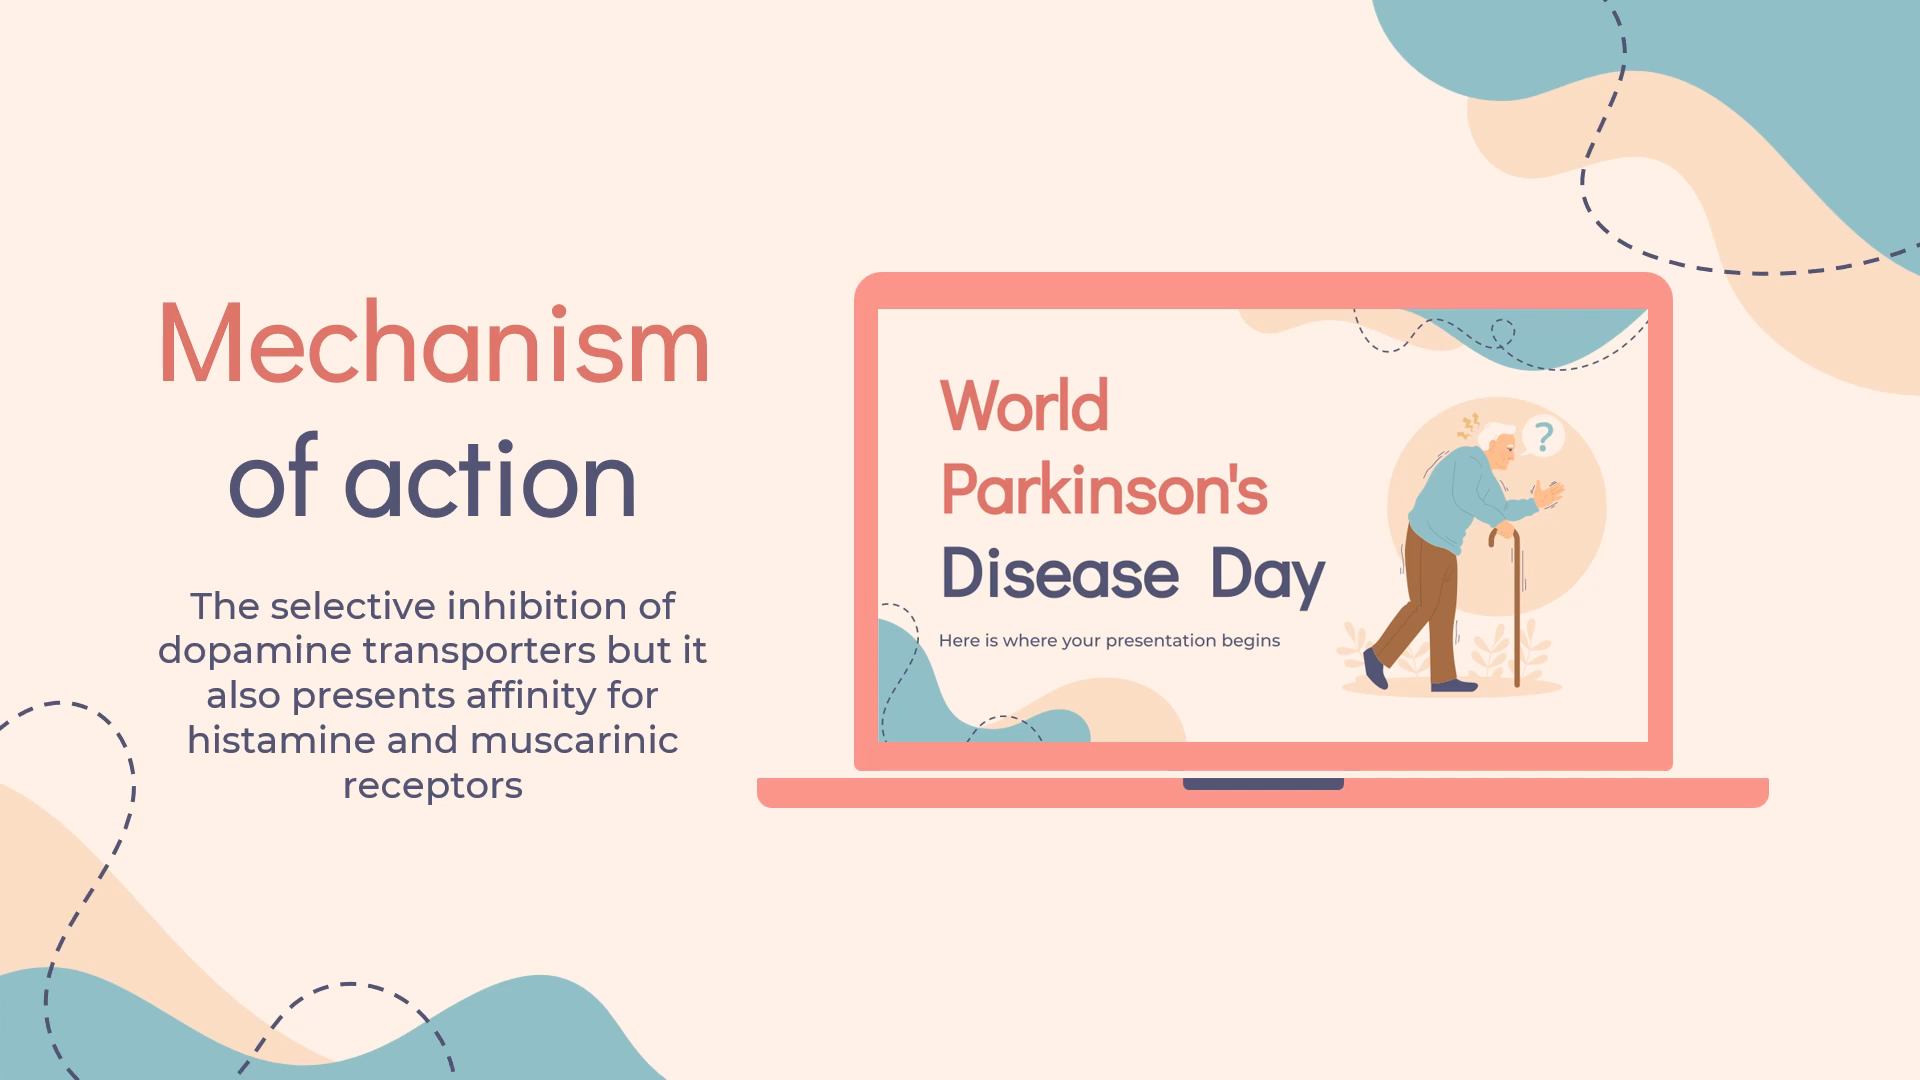 Mechanism
of action
The selective inhibition of
dopamine transporters but it
also presents affinity for
histamine and muscarinic
receptors
World
Parkinson's
Disease Day
Here is where your presentation begins
?